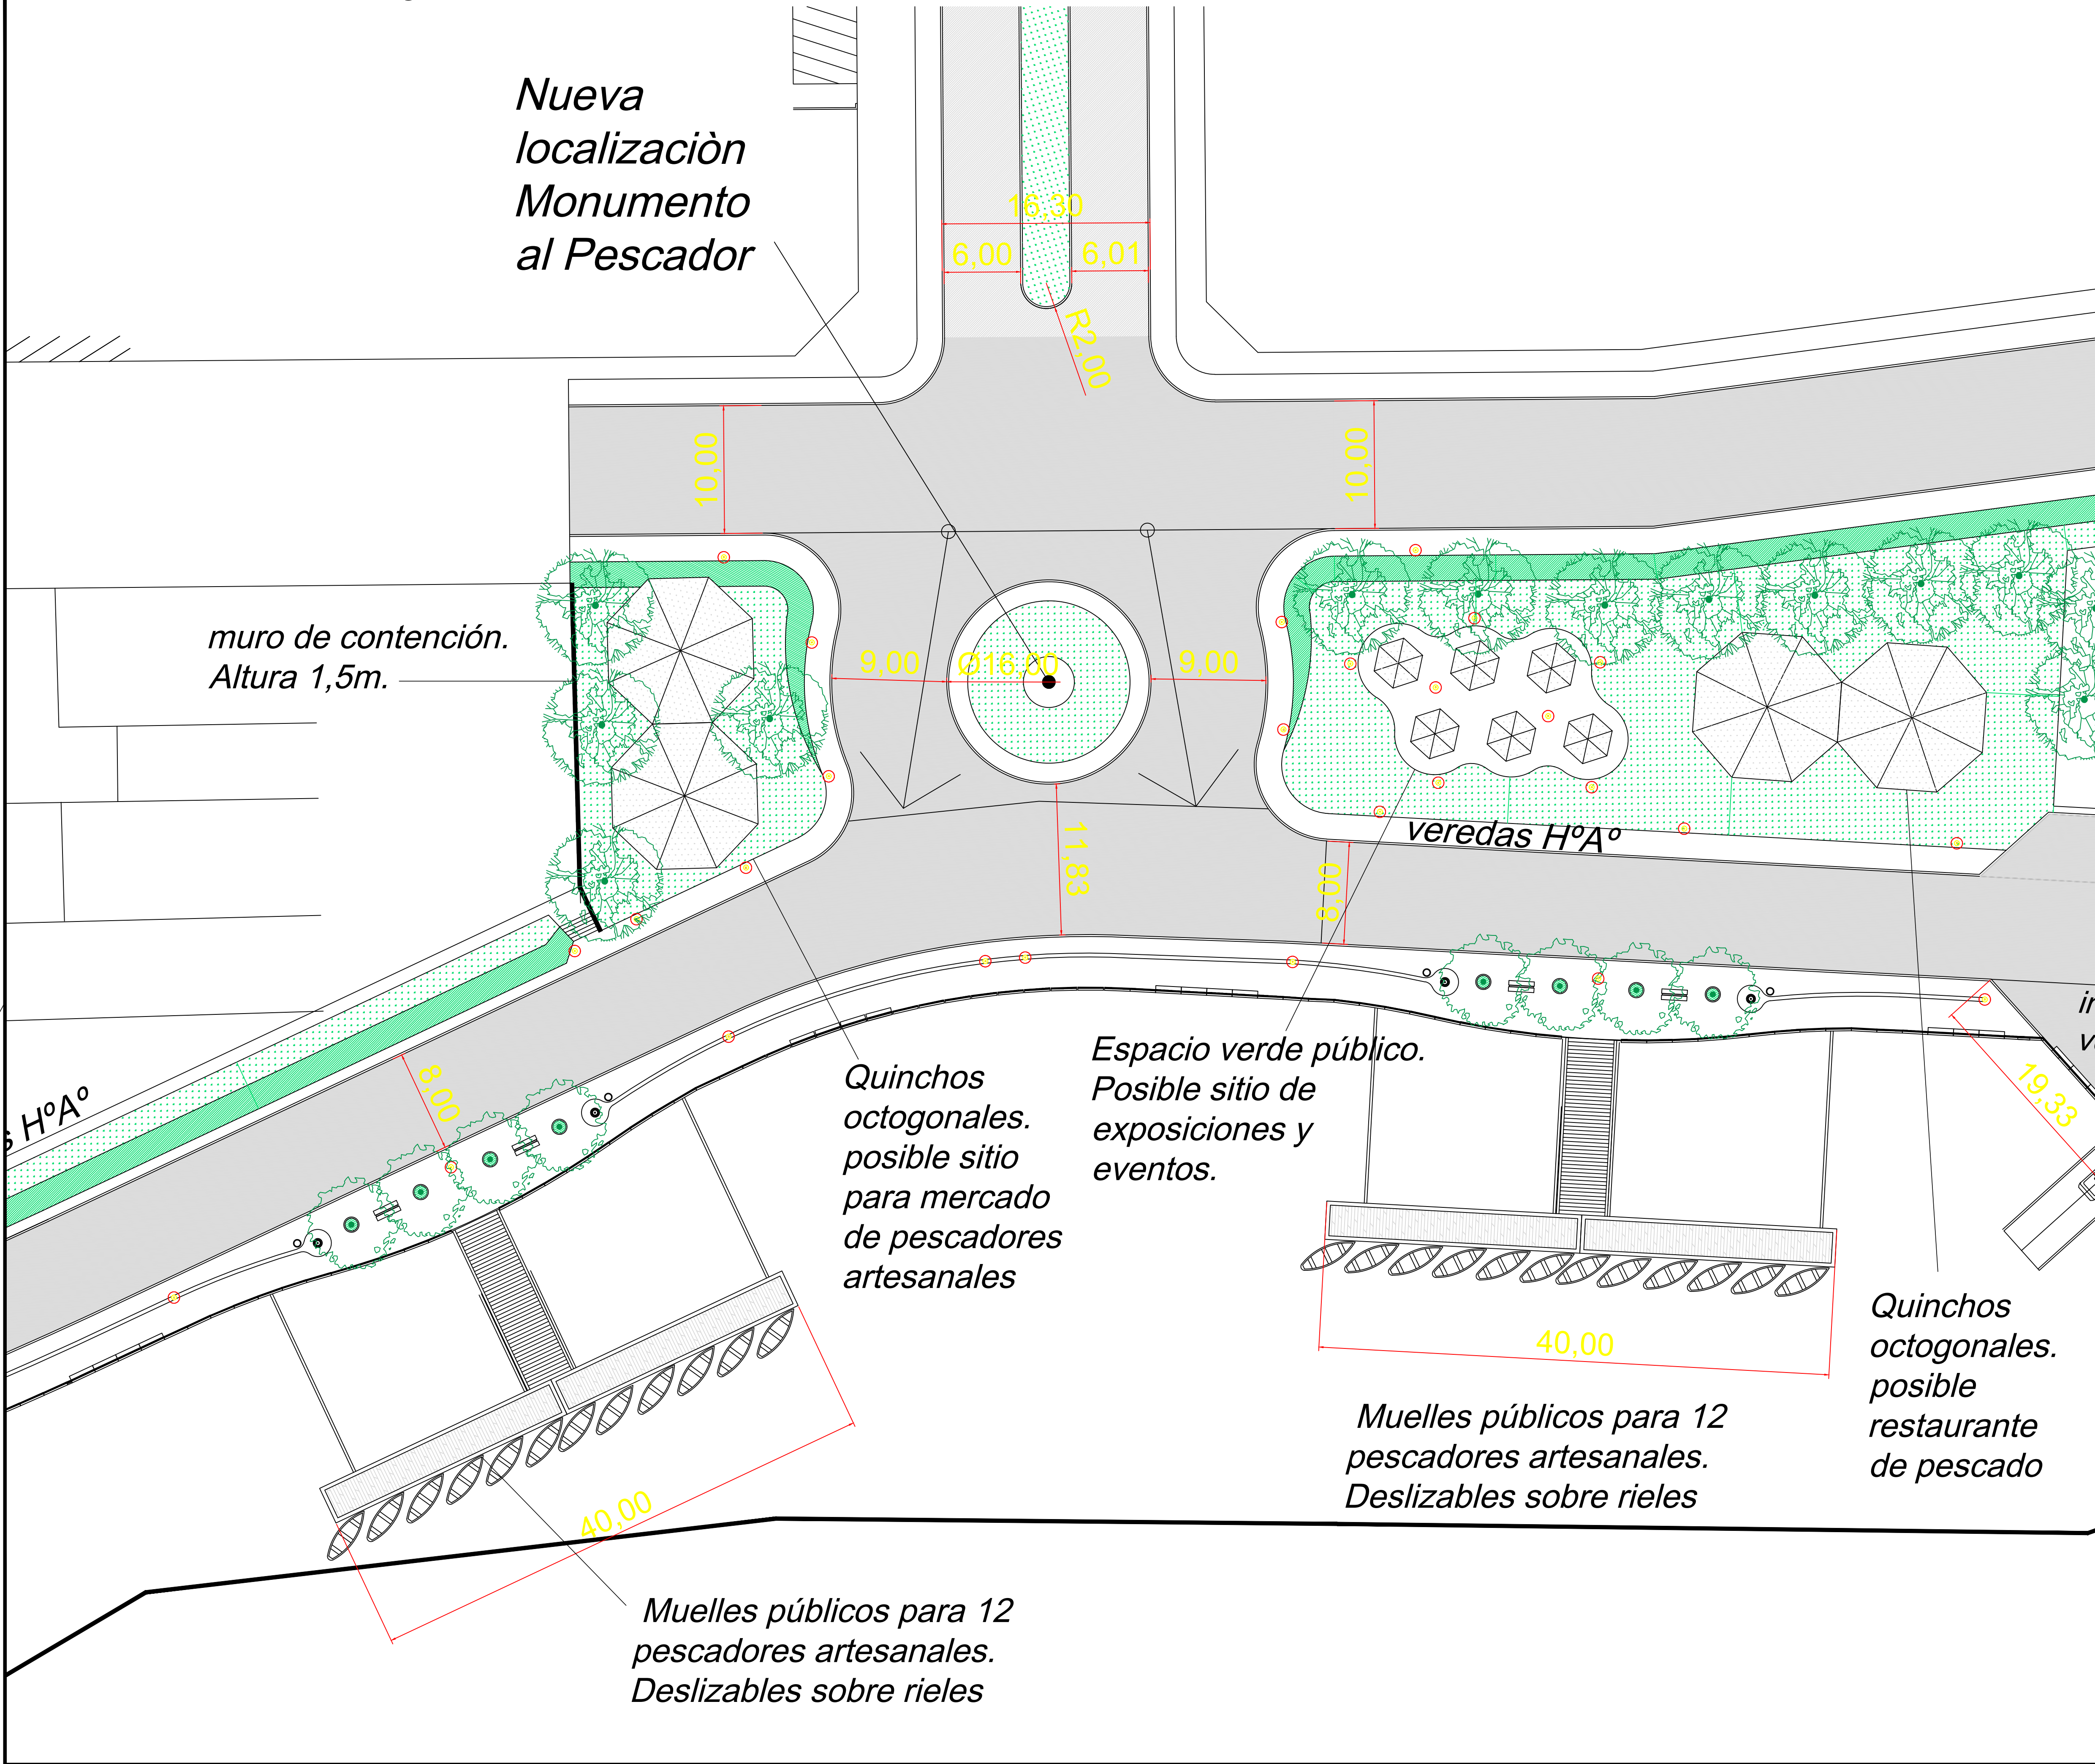 Nueva
localizaciòn
Monumento
al Pescador
16,30
6,00
6,01
R2,00
10,00
10,00
muro de contención.
Altura 1,5m.
9,00
Ø16,00
9,00
11,83
veredas HºAº
8,00
8,00
HºAº
Quinchos
octogonales.
posible sitio
para mercado
de pescadores
artesanales
Espacio verde público.
Posible sitio de
exposiciones y
eventos.
19,33
40,00
40,00
Quinchos
octogonales.
posible
restaurante
de pescado
Muelles públicos para 12
pescadores artesanales.
Deslizables sobre rieles
Muelles públicos para 12
pescadores artesanales.
Deslizables sobre rieles